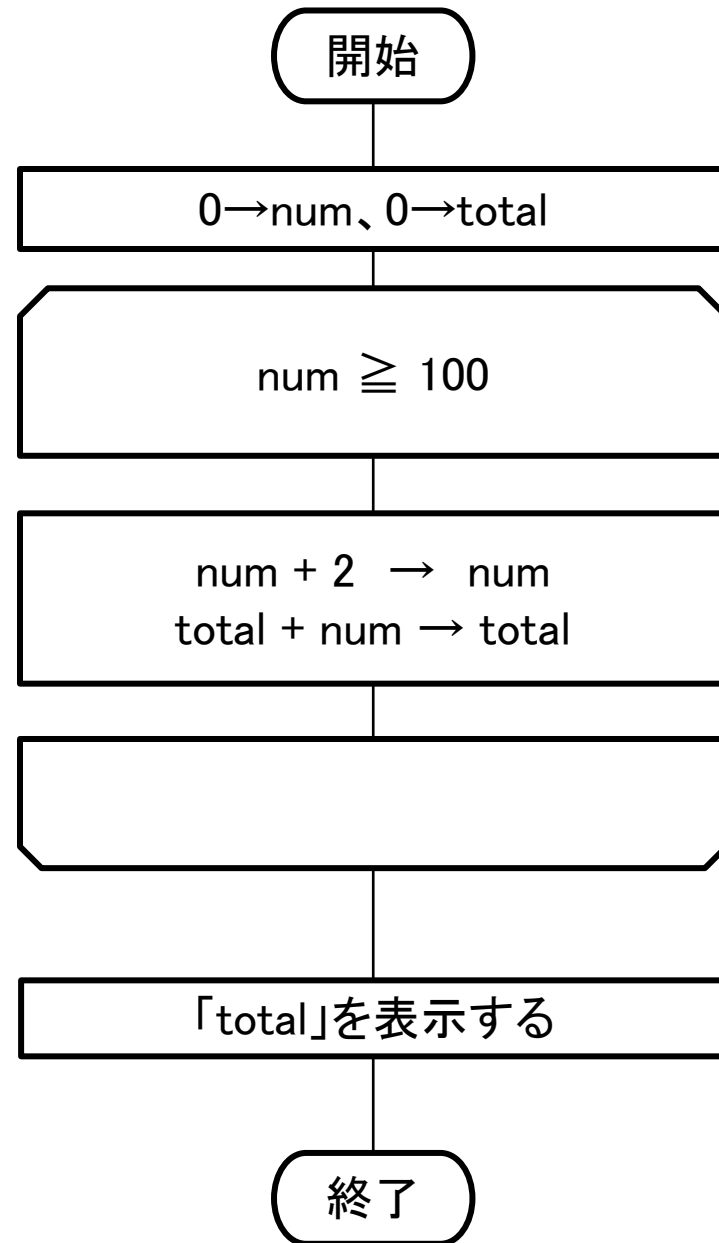 開始
0→num、0→total
num ≧ 100
num + 2 → num
total + num → total
「total」を表示する
終了